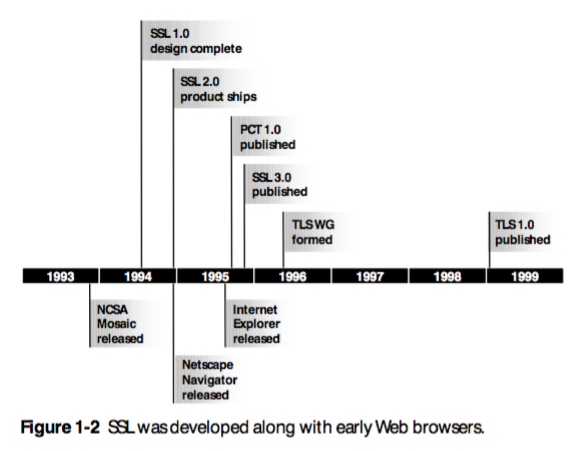 SSL 1.0
design complete
SSL 2.0
product ships
PCT 1.0
published
SSL 3.0
published
TLS WG
formed
TLS 1.0
published
1993 1994 1995 1996 1997 1998 1999
NCSA
Mosaic
released
Internet
Explorer
released
Netscape
Navigator
released
Figure 1-2 SSL was developed along with early Web browsers.